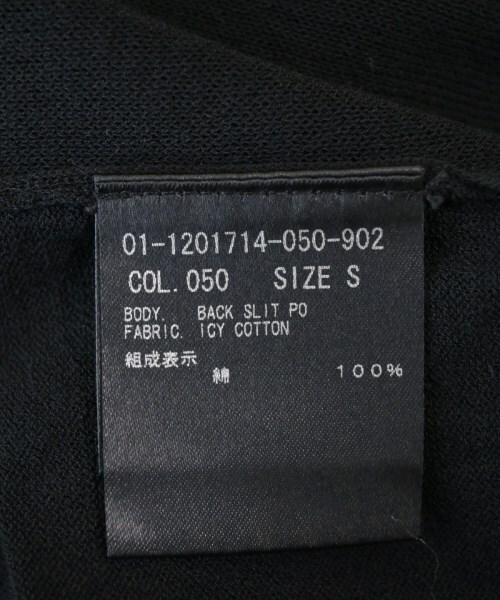 01-1201714-050-902
COL.050 SIZE S
BODY. BACK SLIT PO
FABRIC. ICY COTTON
組成表示
綿 100%